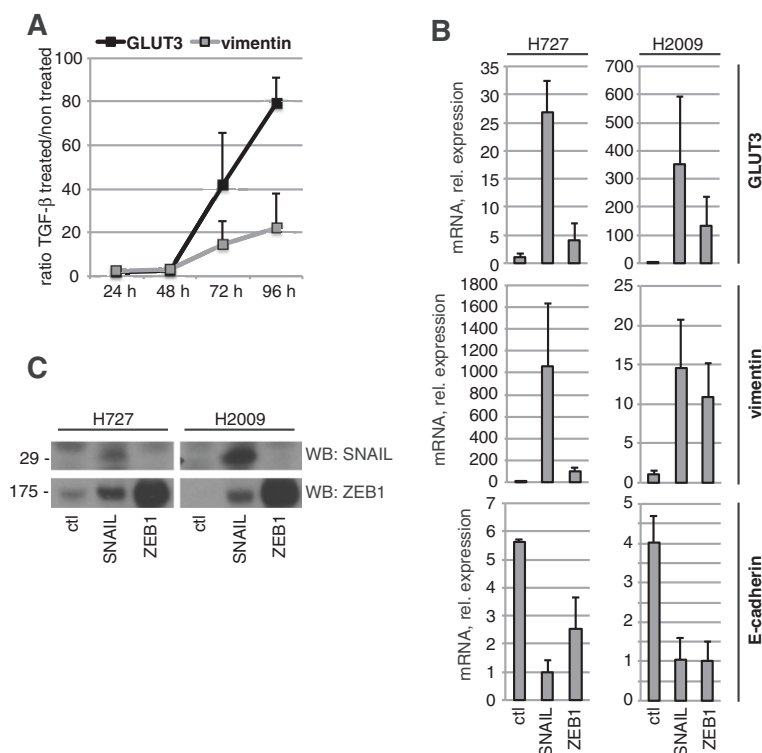 A
GLUT3 vimentin
ratio TGF-β treated/non treated
100
80
60
40
20
0
24 h 48 h 72 h 96 h
B
H727 H2009
mRNA, rel. expression
35
30
25
20
15
10
5
0
700
600
500
400
300
200
100
0
GLUT3
mRNA, rel. expression
1800
1600
1400
1200
1000
800
600
400
200
0
25
20
15
10
5
0
vimentin
mRNA, rel. expression
7
6
5
4
3
2
1
0
5
4
3
2
1
0
E-cadherin
ctl SNAIL ZEB1
ctl SNAIL ZEB1
C
H727 H2009
29 - WB: SNAIL
175 - WB: ZEB1
ctl SNAIL ZEB1 ctl SNAIL ZEB1